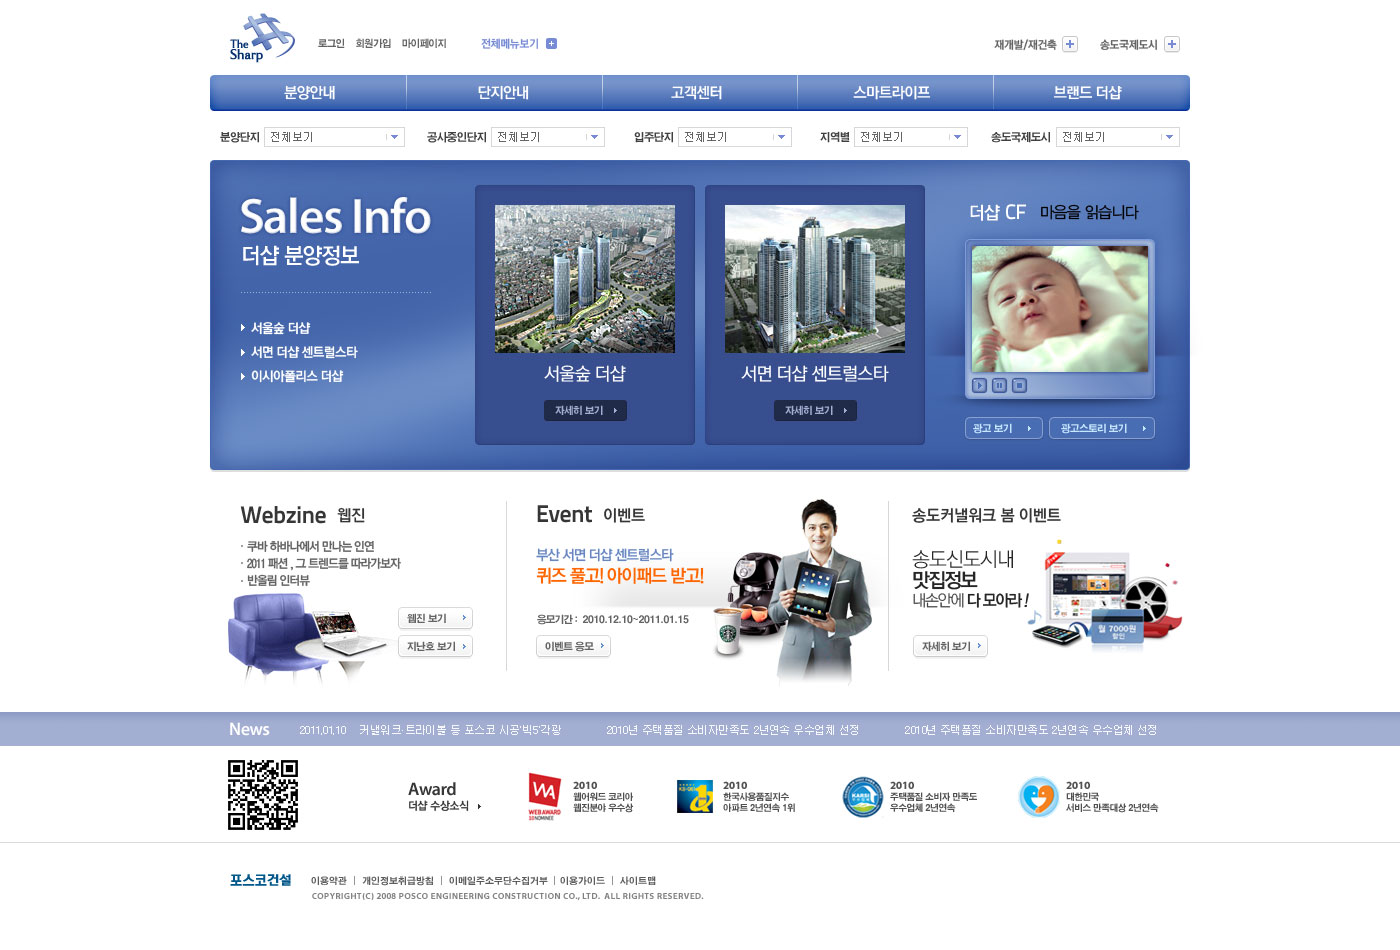 The Sharp
로그인 회원가입 마이페이지 전체메뉴보기
재개발/재건축 송도국제도시
분양안내 단지안내 고객센터 스마트라이프 브랜드 더샵
분양단지 전체보기 공사중인단지 전체보기 입주단지 전체보기 지역별 전체보기 송도국제도시 전체보기
Sales Info
더샵 분양정보
서울숲 더샵
서면 더샵 센트럴스타
이시아폴리스 더샵
서울숲 더샵
자세히 보기
서면 더샵 센트럴스타
자세히 보기
더샵 CF 마음을 읽습니다
광고 보기 광고스토리 보기
Webzine 웹진
· 쿠바 하바나에서 만나는 인연
· 2011 패션 , 그 트렌드를 따라가보자
· 반올림 인터뷰
웹진 보기
지난호 보기
Event 이벤트
부산 서면 더샵 센트럴스타
퀴즈 풀고! 아이패드 받고!
응모기간 : 2010.12.10~2011.01.15
이벤트 응모
송도커낼워크 봄 이벤트
송도신도시내
맛집정보
내손안에 다 모아라!
月 7000원
할인
자세히 보기
News 2011.01.10 커낼워크·트라이볼 등 포스코 시공'빅5'각광 2010년 주택품질 소비자만족도 2년연속 우수업체 선정 2010년 주택품질 소비자만족도 2년연속 우수업체 선정
Award
더샵 수상소식
WA
WEB AWARD
10 NOMINEE
2010
웹어워드 코리아
웹진분야 우수상
KS-QEI
2010
한국사용품질지수
아파트 2년연속 1위
KARSI
2010
주택품질 소비자 만족도
우수업체 2년연속
2010
대한민국
서비스 만족대상 2년연속
포스코건설
이용약관 | 개인정보취급방침 | 이메일주소무단수집거부 | 이용가이드 | 사이트맵
COPYRIGHT(C) 2008 POSCO ENGINEERING CONSTRUCTION CO., LTD. ALL RIGHTS RESERVED.